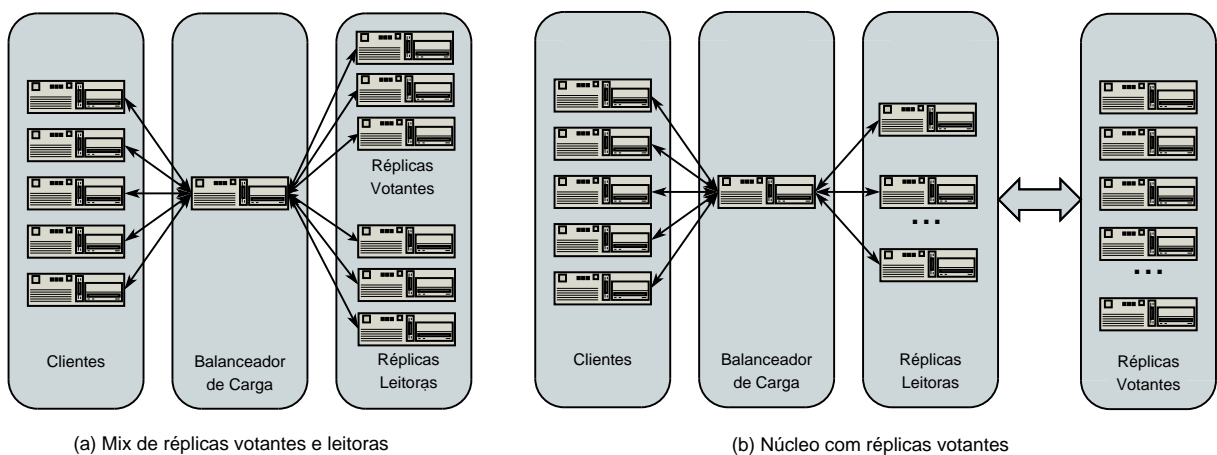 Réplicas
Votantes
Clientes
Balanceador
de Carga
Réplicas
Leitoras
(a) Mix de réplicas votantes e leitoras
...
...
Clientes
Balanceador
de Carga
Réplicas
Leitoras
Réplicas
Votantes
(b) Núcleo com réplicas votantes